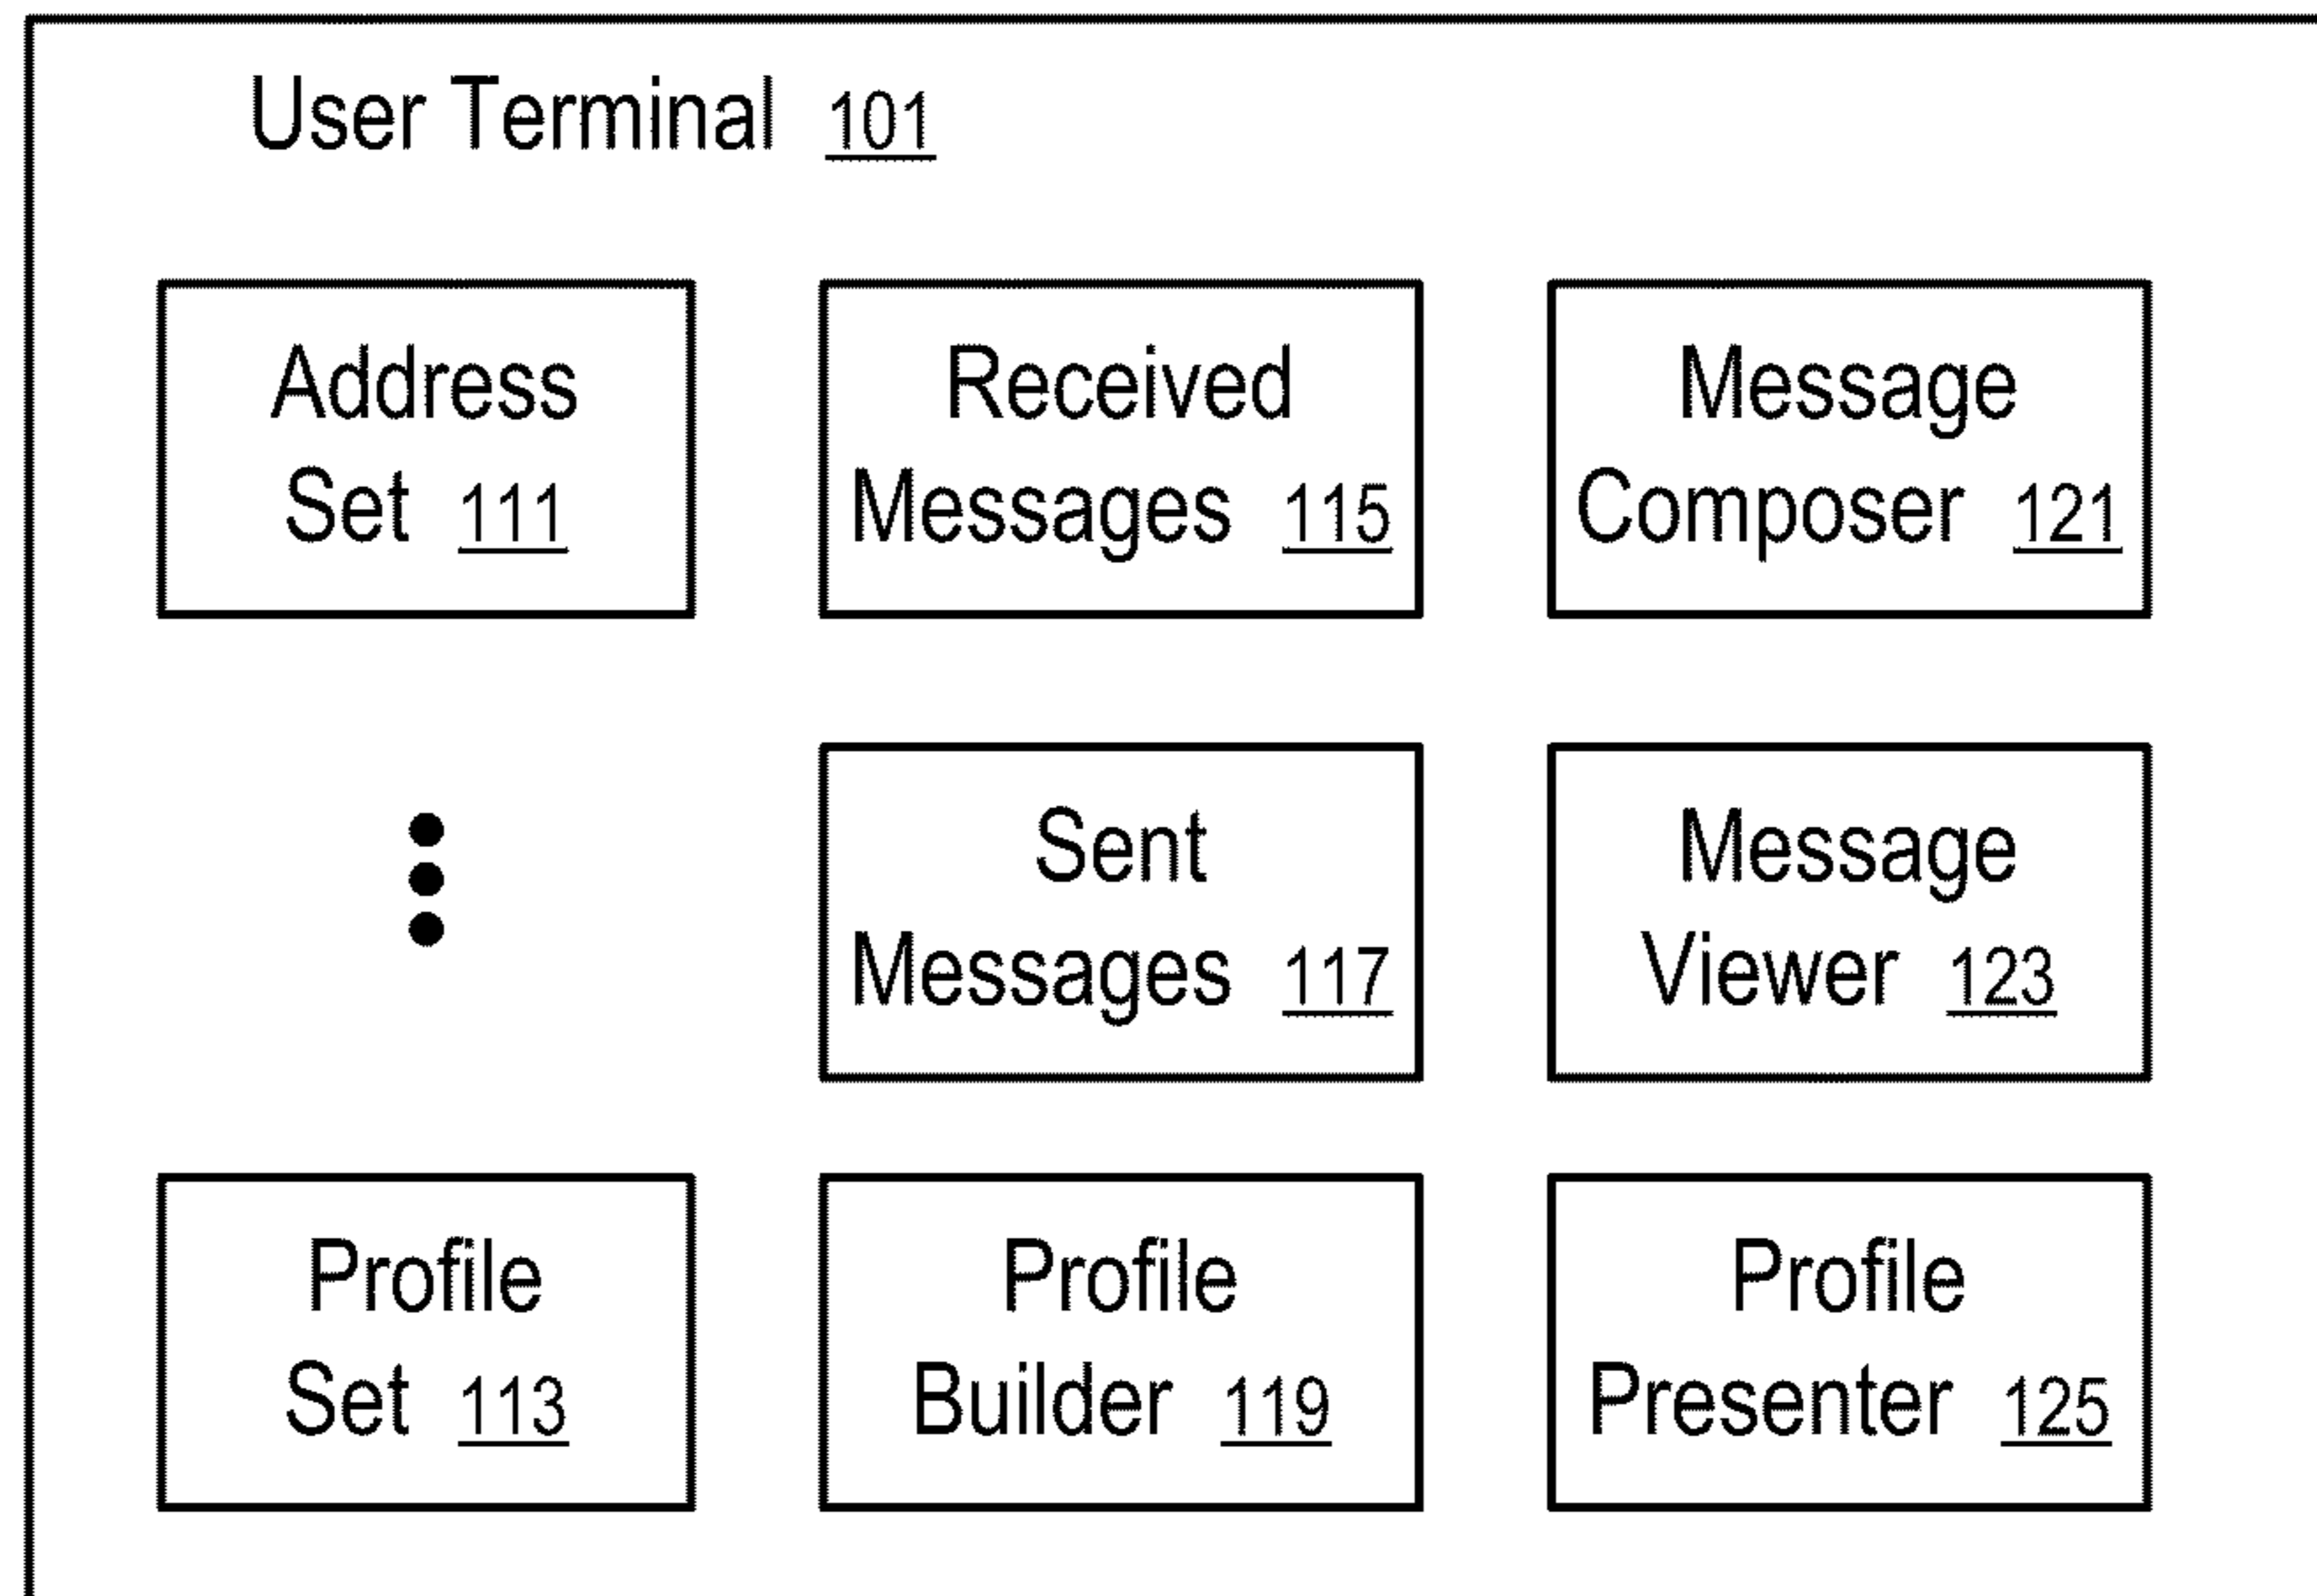 User Terminal 101
Address
Set 111
Received
Messages 115
Message
Composer 121
Sent
Messages 117
Message
Viewer 123
Profile
Set 113
Profile
Builder 119
Profile
Presenter 125